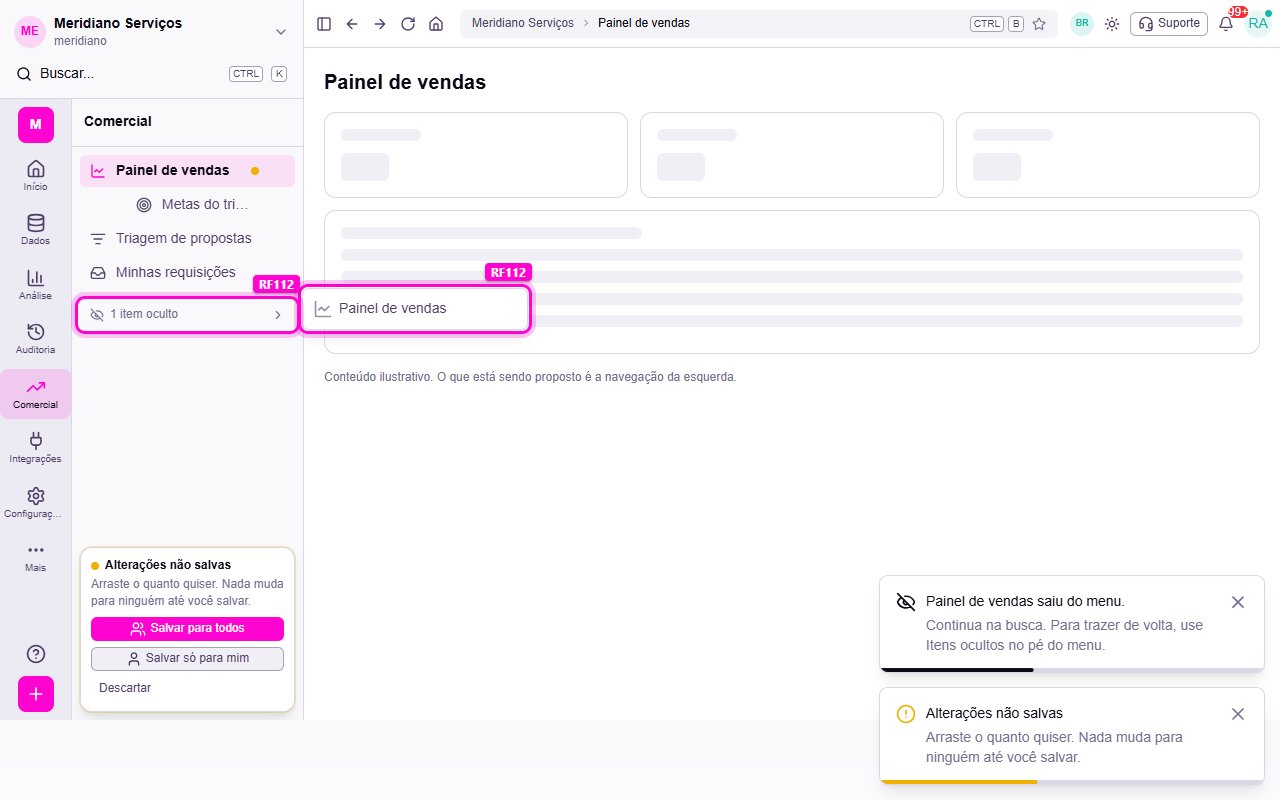 ME
Meridiano Serviços
meridiano
Buscar...
CTRL
K
Meridiano Serviços
Painel de vendas
CTRL
B
BR
Suporte
99+
RA
M
Início
Dados
Análise
Auditoria
Comercial
Integrações
Configuraç...
Mais
Comercial
Painel de vendas
Metas do tri...
Triagem de propostas
Minhas requisições
RF112
1 item oculto
RF112
Painel de vendas
Alterações não salvas
Arraste o quanto quiser. Nada muda
para ninguém até você salvar.
Salvar para todos
Salvar só para mim
Descartar
Painel de vendas
Conteúdo ilustrativo. O que está sendo proposto é a navegação da esquerda.
Painel de vendas saiu do menu.
Continua na busca. Para trazer de volta, use
Itens ocultos no pé do menu.
Alterações não salvas
Arraste o quanto quiser. Nada muda para
ninguém até você salvar.